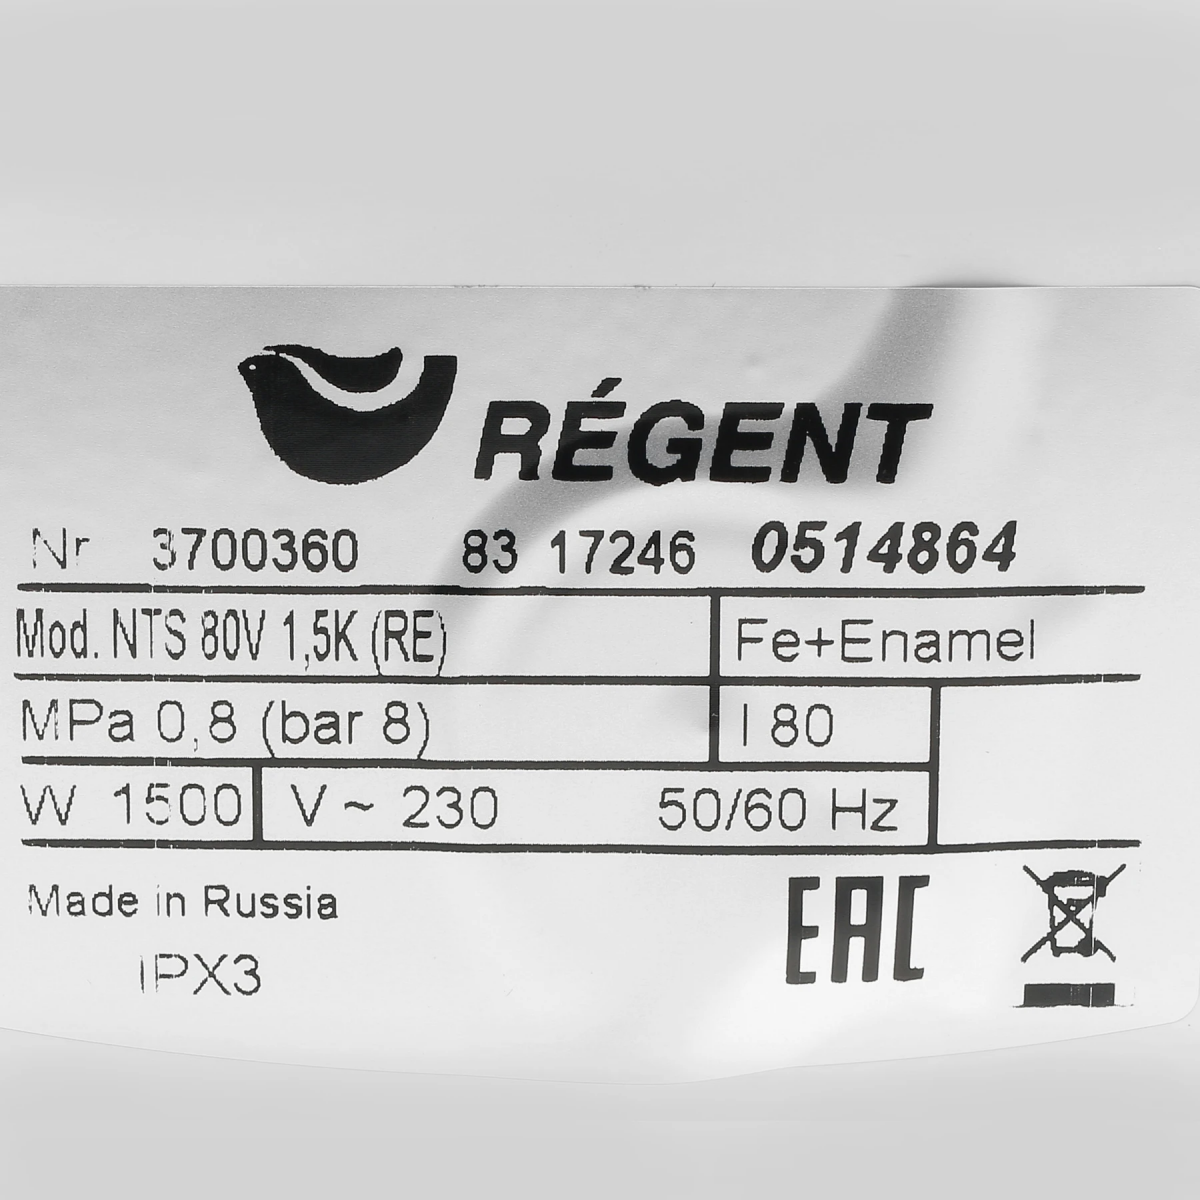 RÉGENT
Nr 3700360 83 17246 0514864
Mod. NTS 80V 1,5K (RE) Fe+Enamel
MPa 0,8 (bar 8) l 80
W 1500 V ~ 230 50/60 Hz
Made in Russia EAC
IPX3